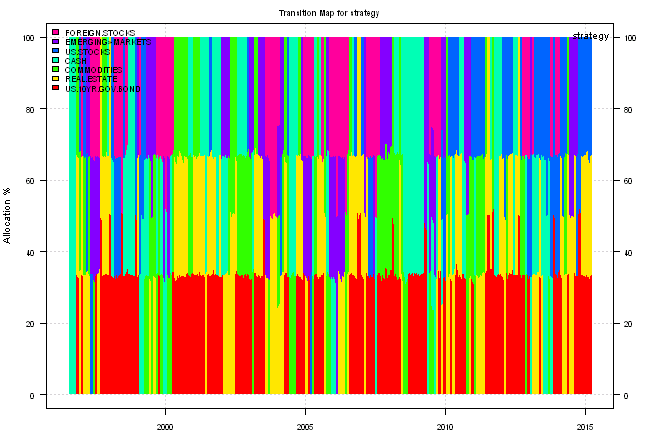 Transition Map for strategy
strategy
FOREIGN.STOCKS
EMERGING>MARKETS
US.STOCKS
CASH
COMMODITIES
REAL.ESTATE
US.10YR.GOV.BOND
100 100
80 80
60 60
40 40
20 20
0 0
Allocation %
2000 2005 2010 2015